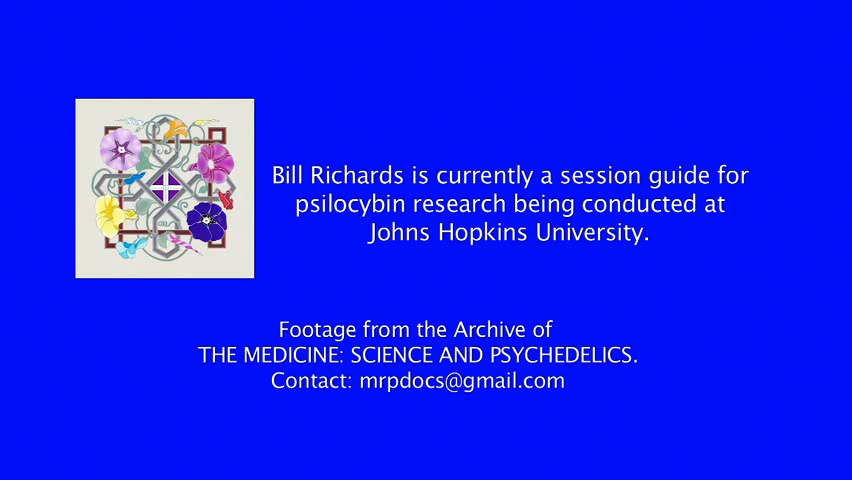 Bill Richards is currently a session guide for
psilocybin research being conducted at
Johns Hopkins University.
Footage from the Archive of
THE MEDICINE: SCIENCE AND PSYCHEDELICS.
Contact: mrpdocs@gmail.com